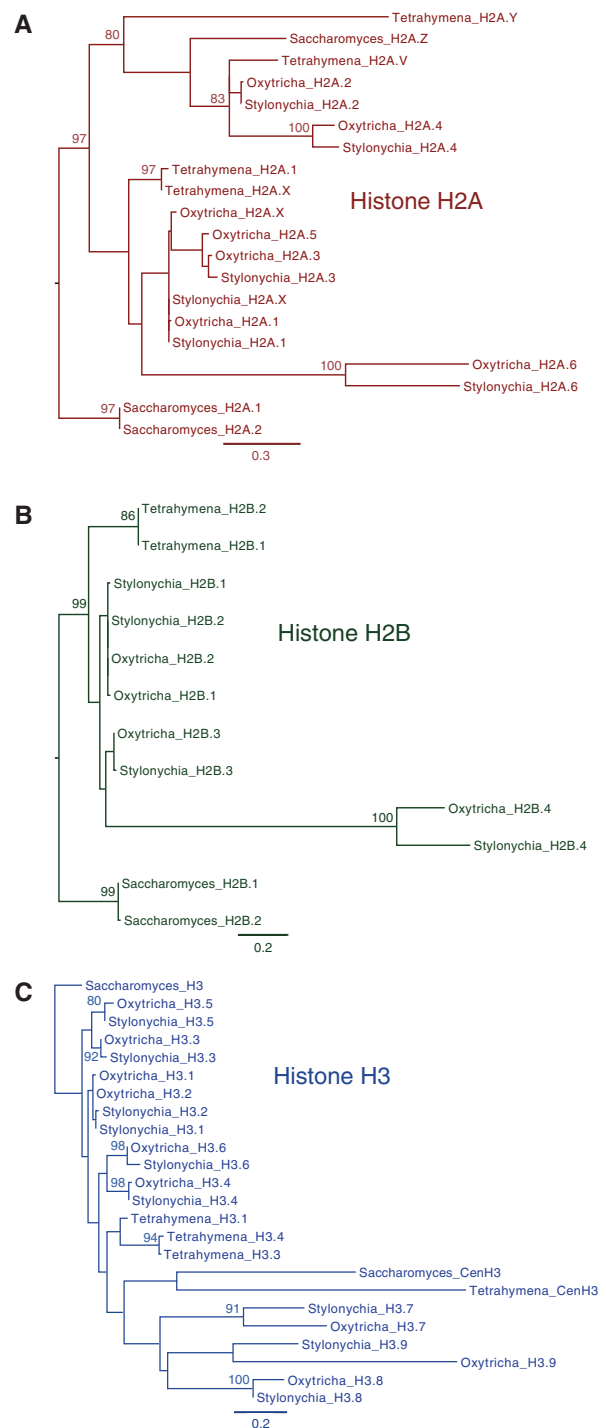 A
Tetrahymena_H2A.Y
80
Saccharomyces_H2A.Z
Tetrahymena_H2A.V
Oxytricha_H2A.2
83
Stylonychia_H2A.2
Oxytricha_H2A.4
100
Stylonychia_H2A.4
97
97
Tetrahymena_H2A.1
Tetrahymena_H2A.X
Histone H2A
Oxytricha_H2A.X
Oxytricha_H2A.5
Oxytricha_H2A.3
Stylonychia_H2A.3
Stylonychia_H2A.X
Oxytricha_H2A.1
Stylonychia_H2A.1
100
Oxytricha_H2A.6
Stylonychia_H2A.6
97
Saccharomyces_H2A.1
Saccharomyces_H2A.2
0.3
B
Tetrahymena_H2B.2
86
Tetrahymena_H2B.1
Stylonychia_H2B.1
99
Stylonychia_H2B.2
Histone H2B
Oxytricha_H2B.2
Oxytricha_H2B.1
Oxytricha_H2B.3
Stylonychia_H2B.3
Oxytricha_H2B.4
100
Stylonychia_H2B.4
Saccharomyces_H2B.1
99
Saccharomyces_H2B.2
0.2
C
Saccharomyces_H3
80
Oxytricha_H3.5
Stylonychia_H3.5
Oxytricha_H3.3
92
Stylonychia_H3.3
Oxytricha_H3.1
Histone H3
Oxytricha_H3.2
Stylonychia_H3.2
Stylonychia_H3.1
98
Oxytricha_H3.6
Stylonychia_H3.6
98
Oxytricha_H3.4
Stylonychia_H3.4
Tetrahymena_H3.1
94
Tetrahymena_H3.4
Tetrahymena_H3.3
Saccharomyces_CenH3
Tetrahymena_CenH3
91
Stylonychia_H3.7
Oxytricha_H3.7
Stylonychia_H3.9
Oxytricha_H3.9
100
Oxytricha_H3.8
Stylonychia_H3.8
0.2